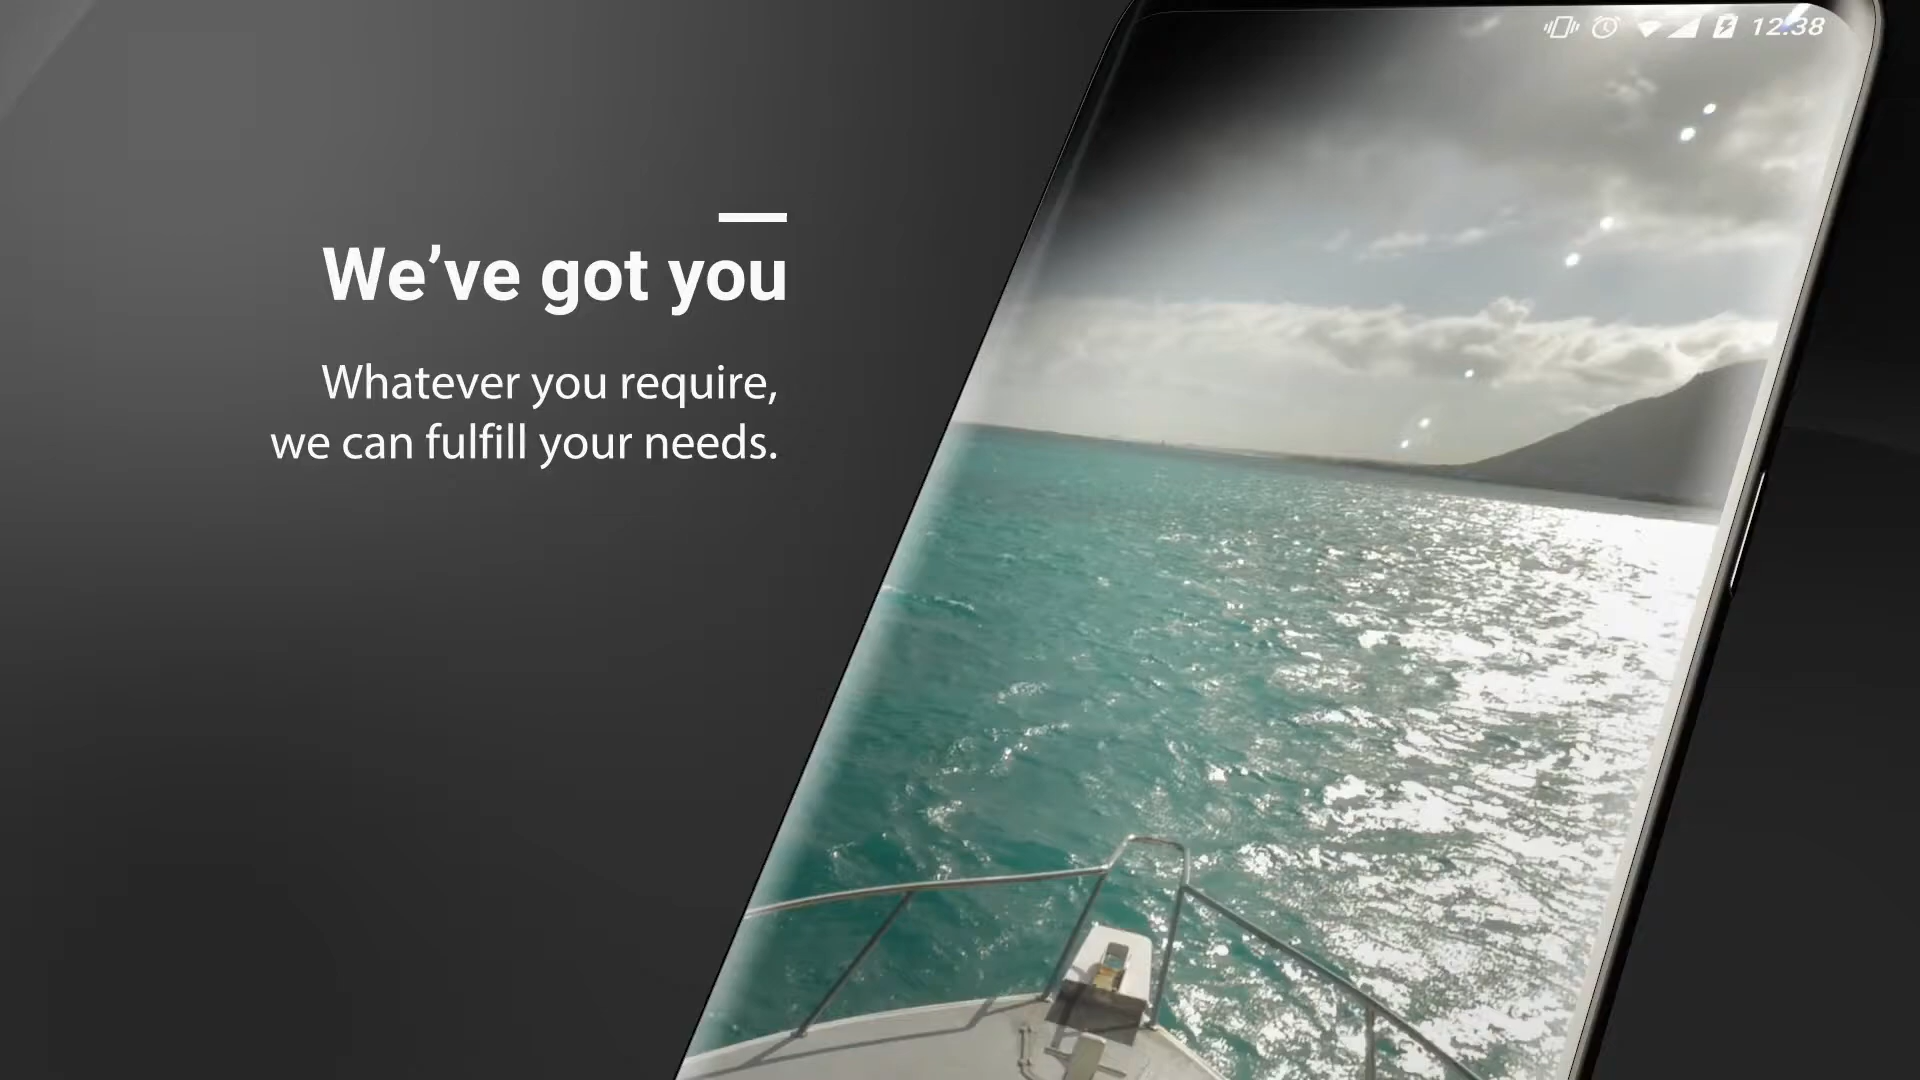 12:38
We’ve got you
Whatever you require,
we can fulfill your needs.